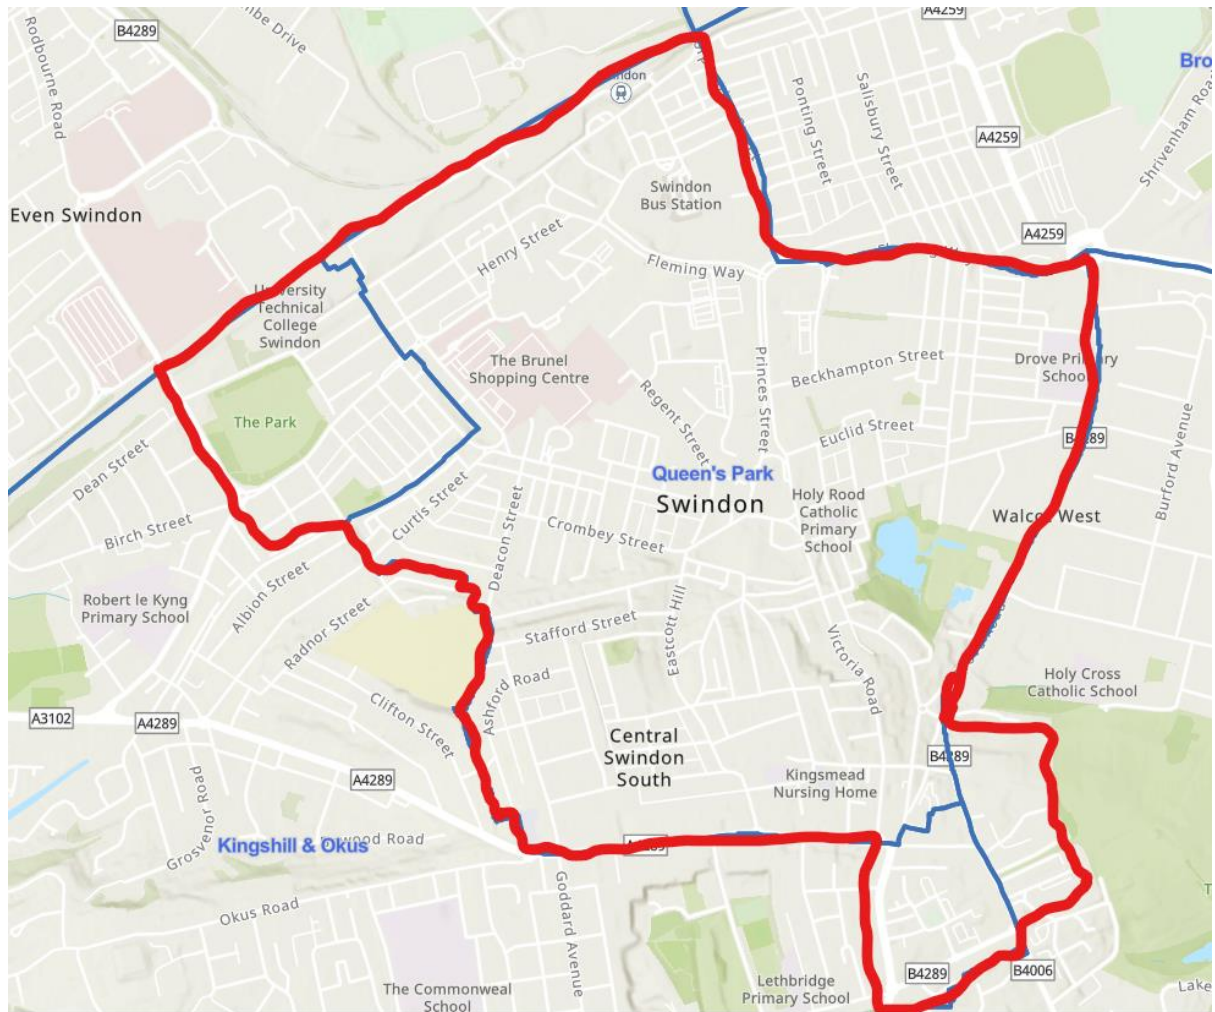 B4289
mbe Drive
Rodbourne Road
A4259
Bro
Salisbury Street
Ponting Street
A4259
Shrivenham Road
Even Swindon
Swindon
Bus Station
Henry Street
A4259
Fleming Way
University
Technical
College
Swindon
The Brunel
Shopping Centre
Princes Street
Beckhampton Street
Drove Primary
School
Regent Street
The Park
Euclid Street
B4289
Burford Avenue
Dean Street
Queen's Park
Swindon
Holy Rood
Catholic
Primary
School
Walcot West
Curtis Street
Birch Street
Deacon Street
Crombey Street
Albion Street
Robert le Kyng
Primary School
Radnor Street
Stafford Street
Eastcott Hill
Victoria Road
Holy Cross
Catholic School
Ashford Road
A3102
A4289
Clifton Street
Central
Swindon
South
B4289
A4289
Kingsmead
Nursing Home
Grosvenor Road
Kingshill & Okus
wood Road
A4289
Okus Road
Goddard Avenue
B4289
B4006
The Commonweal
School
Lethbridge
Primary School
Lake